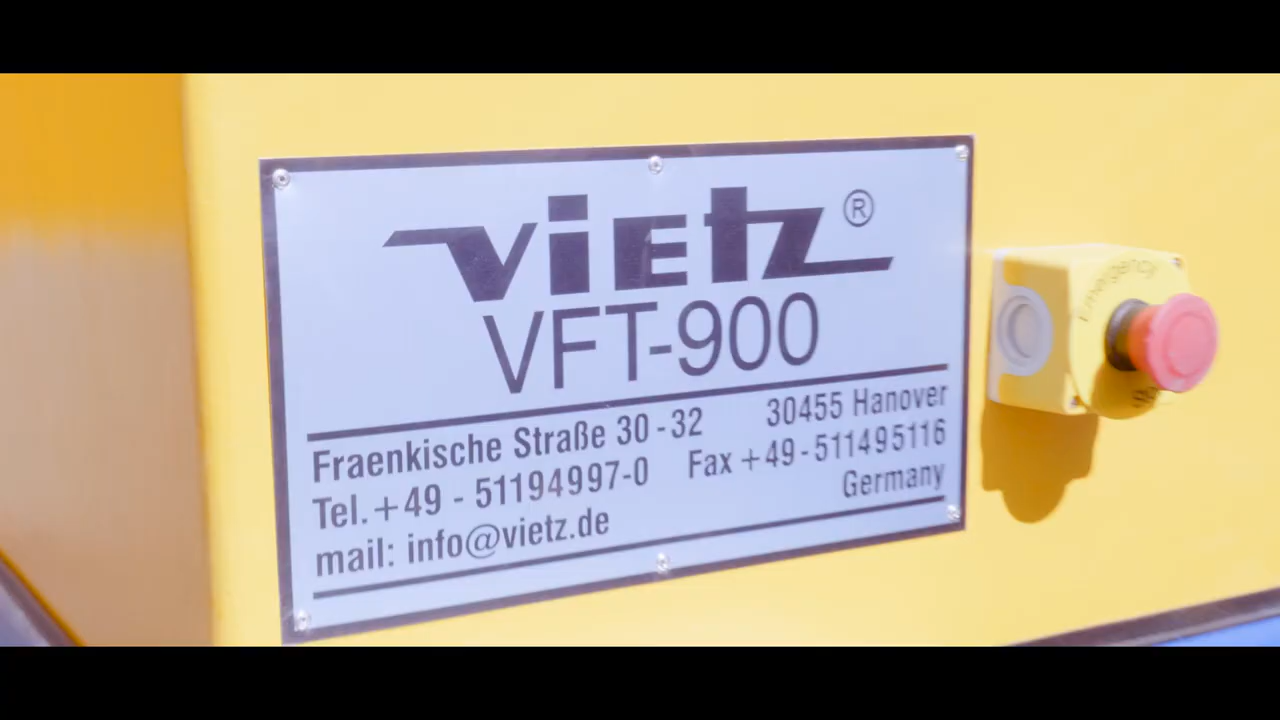 VIETZ ®
VFT-900
Fraenkische Straße 30-32 30455 Hanover
Tel.+49 - 51194997-0 Fax +49-511495116
Germany
mail: info@vietz.de
Emergency